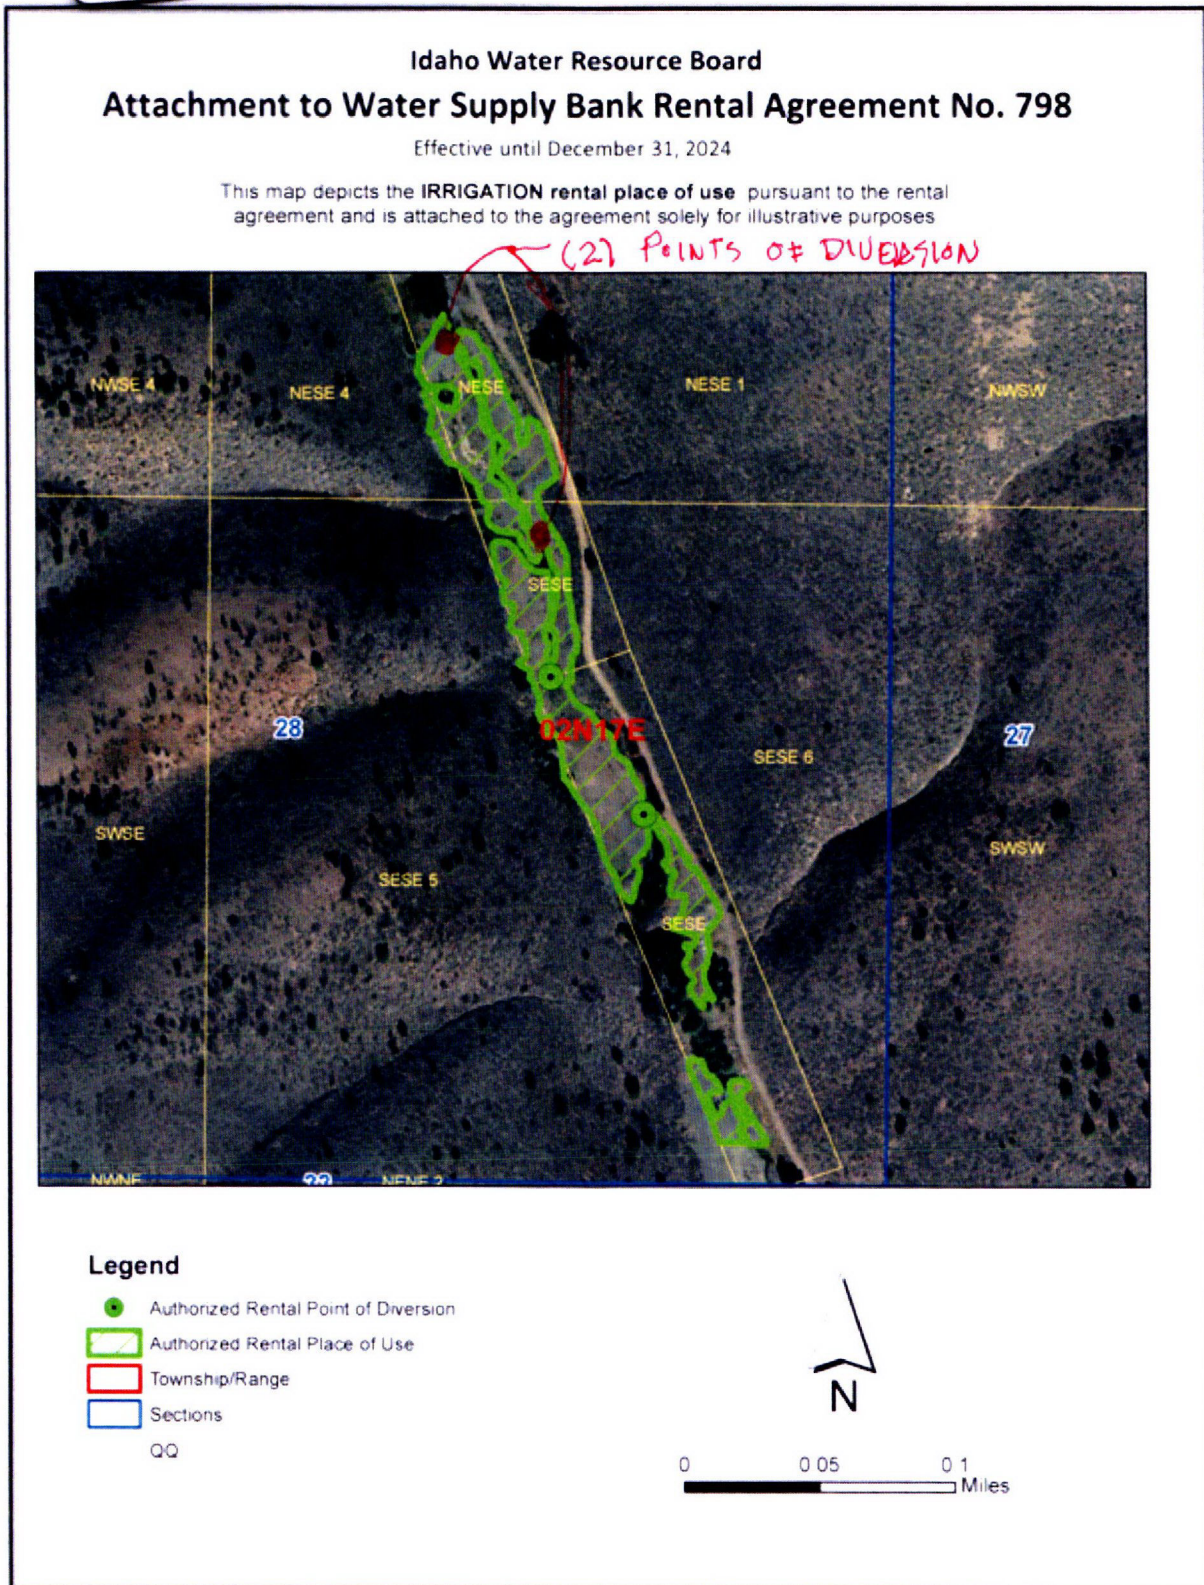 Idaho Water Resource Board
Attachment to Water Supply Bank Rental Agreement No. 798
Effective until December 31, 2024
This map depicts the IRRIGATION rental place of use pursuant to the rental
agreement and is attached to the agreement solely for illustrative purposes
(2) POINTS OF DIVERSION
NWSE 4
NESE 4
NESE
NESE 1
NWSW
SESE
28
02N17E
27
SESE 6
SWSE
SESE 5
SWSW
SESE
NWNE
NENE 2
Legend
Authorized Rental Point of Diversion
Authorized Rental Place of Use
Township/Range
Sections
QQ
N
0 0 05 0 1
Miles